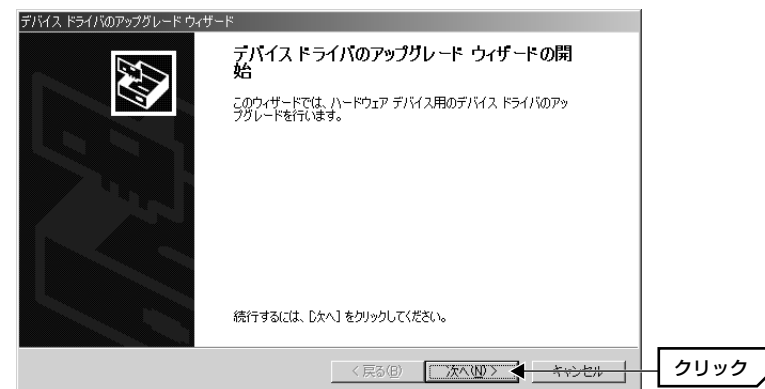 デバイス ドライバのアップグレード ウィザード
デバイス ドライバのアップグレード ウィザードの開
始
このウィザードでは、ハードウェア デバイス用のデバイス ドライバのアッ
プグレードを行います。
続行するには、[次へ] をクリックしてください。
< 戻る(B)
次へ(N) >
キャンセル
クリック